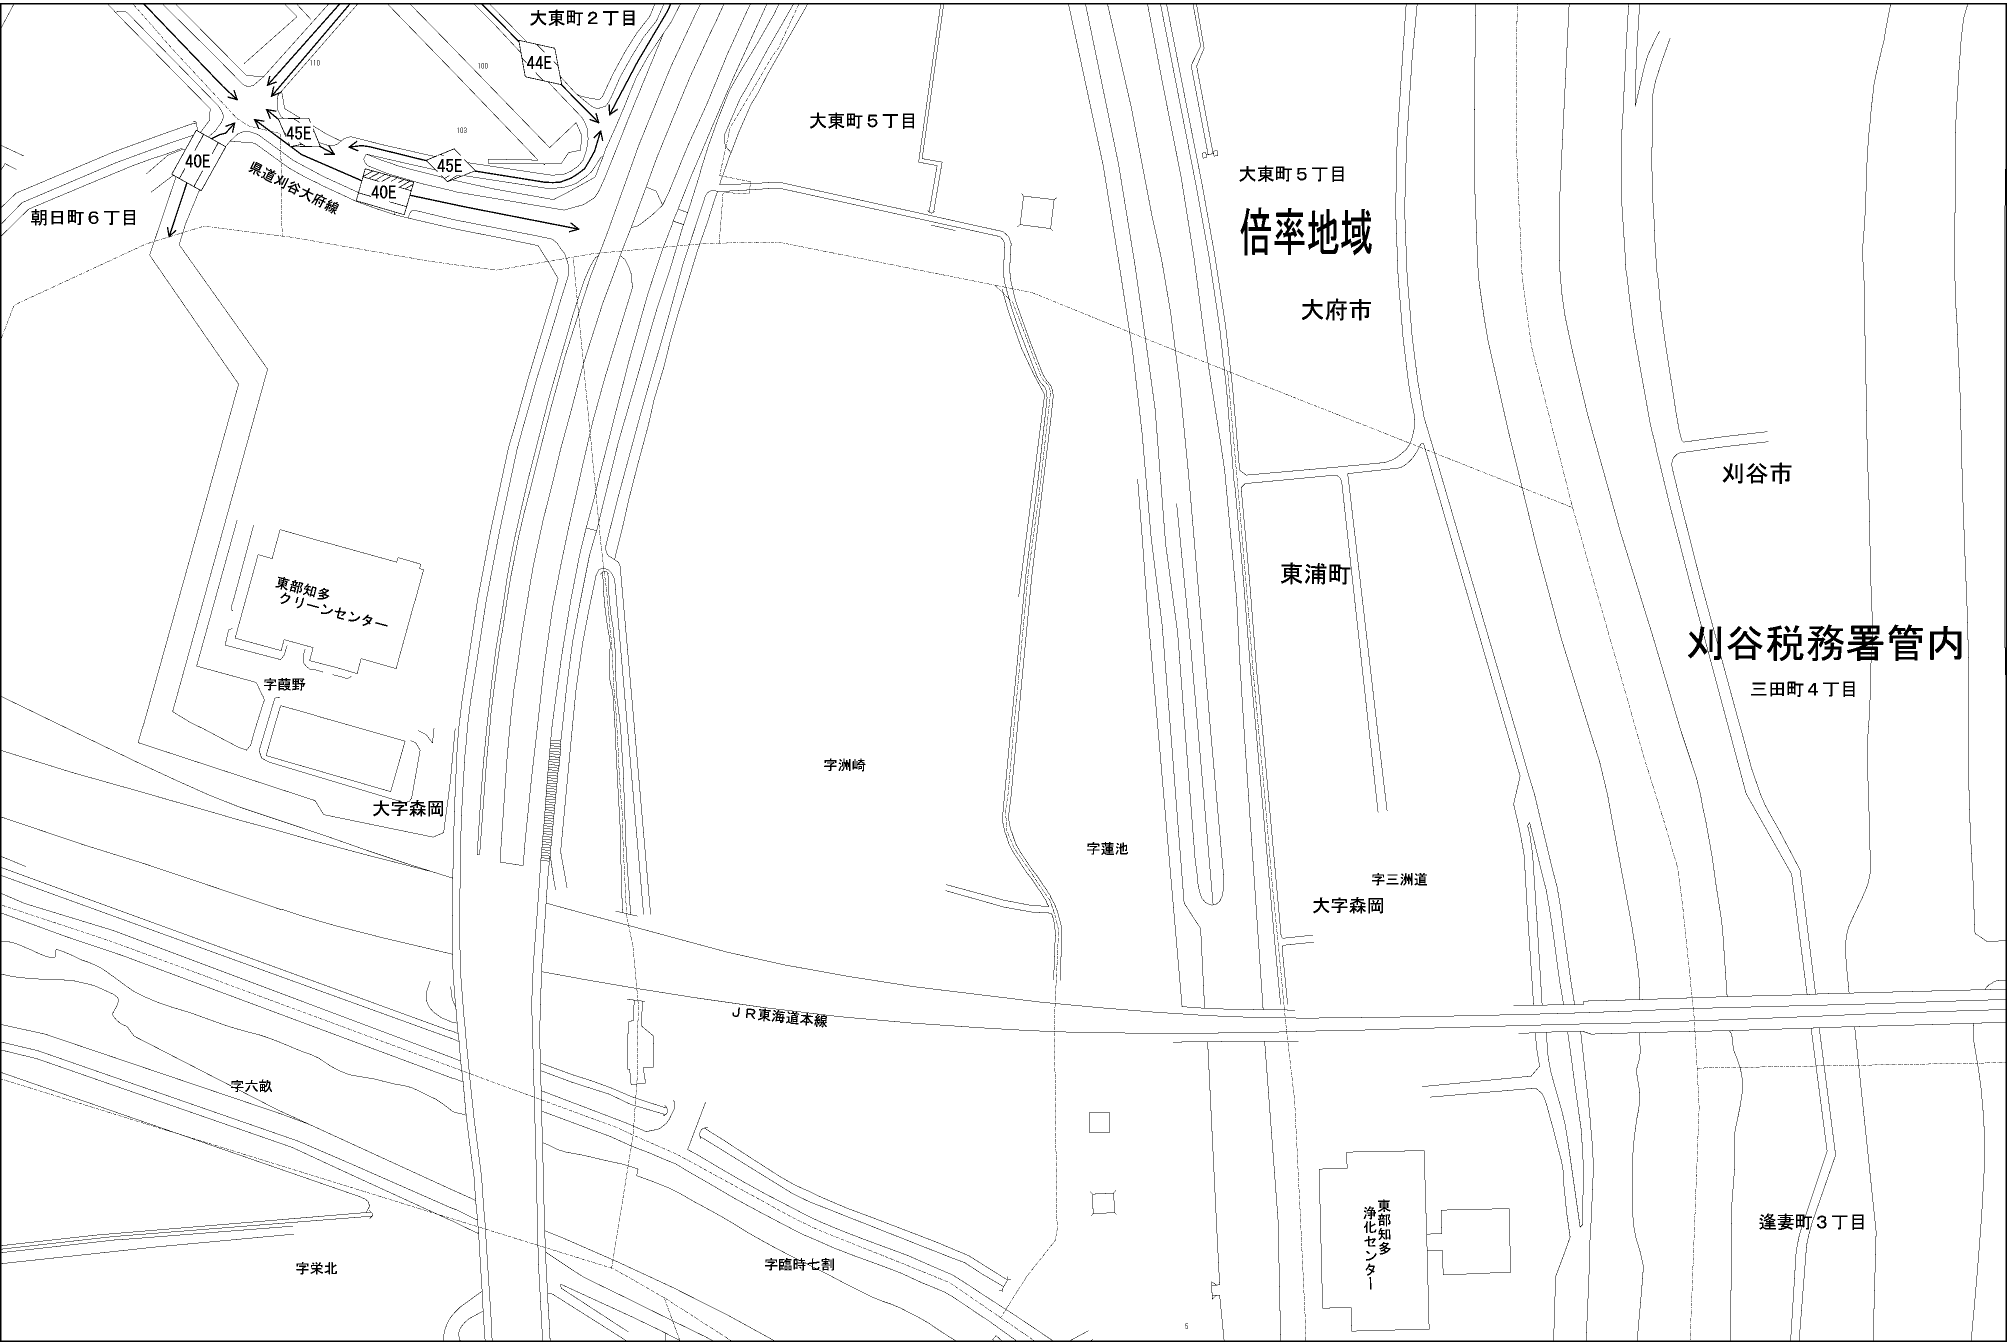 大東町２丁目
110
100
44E
103
大東町５丁目
45E
45E
40E
40E
県道刈谷大府線
朝日町６丁目
大東町５丁目
倍率地域
大府市
刈谷市
東浦町
東部知多
クリーンセンター
刈谷税務署管内
三田町４丁目
字葭野
字洲崎
大字森岡
字蓮池
字三洲道
大字森岡
ＪＲ東海道本線
字六畝
東部知多
浄化センター
逢妻町３丁目
字栄北
字臨時七割
5